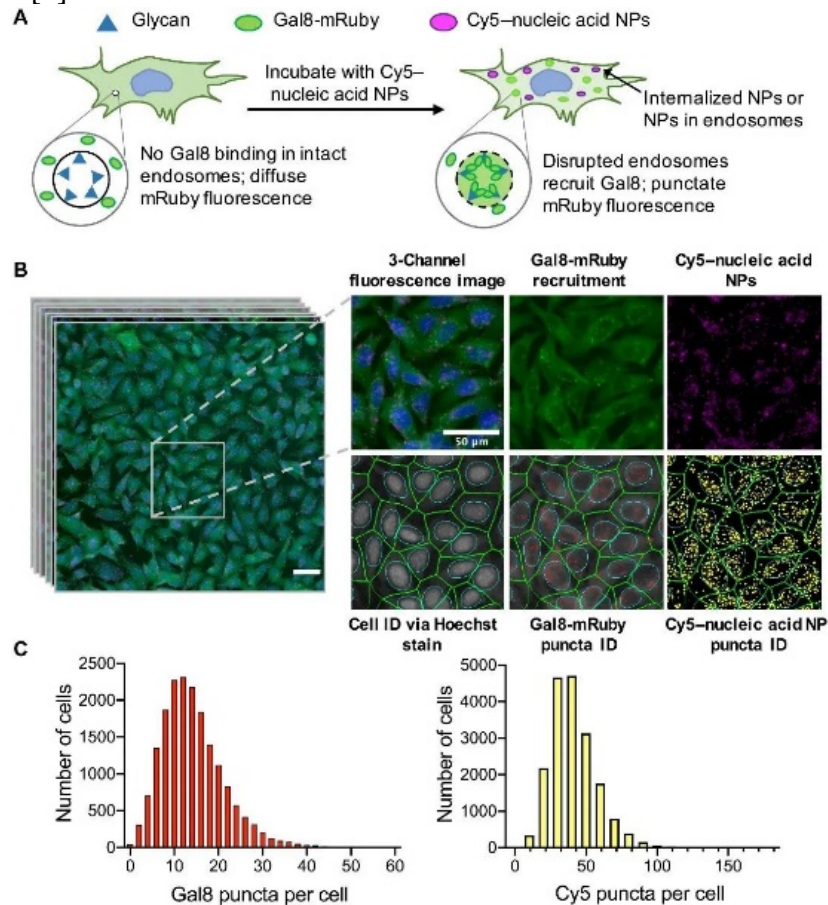 A
Glycan
Gal8-mRuby
Cy5–nucleic acid NPs
Incubate with Cy5–
nucleic acid NPs
Internalized NPs or
NPs in endosomes
No Gal8 binding in intact
endosomes; diffuse
mRuby fluorescence
Disrupted endosomes
recruit Gal8; punctate
mRuby fluorescence
B
3-Channel
fluorescence image
Gal8-mRuby
recruitment
Cy5–nucleic acid
NPs
50 µm
Cell ID via Hoechst
stain
Gal8-mRuby
puncta ID
Cy5–nucleic acid NP
puncta ID
C
2500
2000
1500
1000
500
0
Number of cells
0 10 20 30 40 50 60
Gal8 puncta per cell
5000
4000
3000
2000
1000
0
Number of cells
0 50 100 150
Cy5 puncta per cell